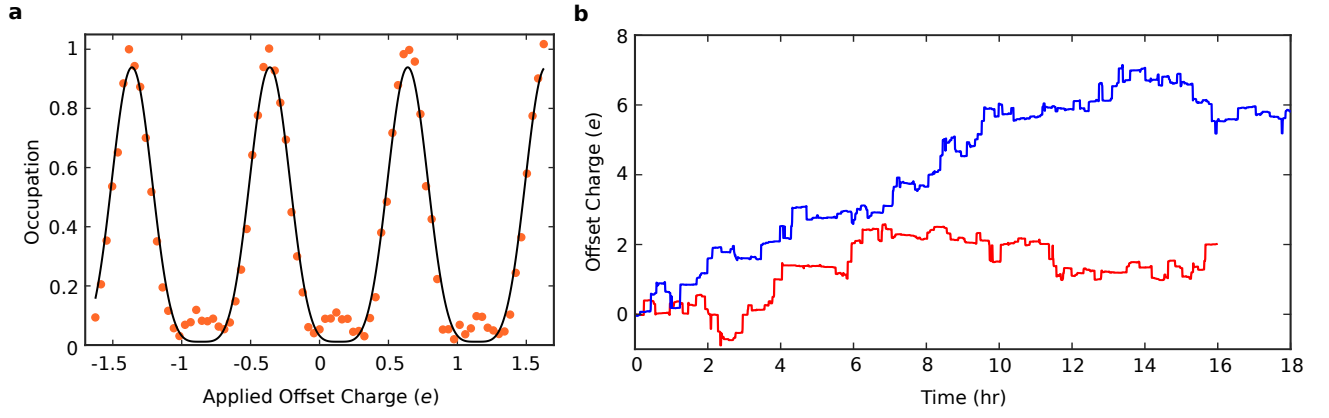 a
1
0.8
0.6
0.4
0.2
0
Occupation
-1.5 -1 -0.5 0 0.5 1 1.5
Applied Offset Charge (e)
b
8
6
4
2
0
Offset Charge (e)
0 2 4 6 8 10 12 14 16 18
Time (hr)